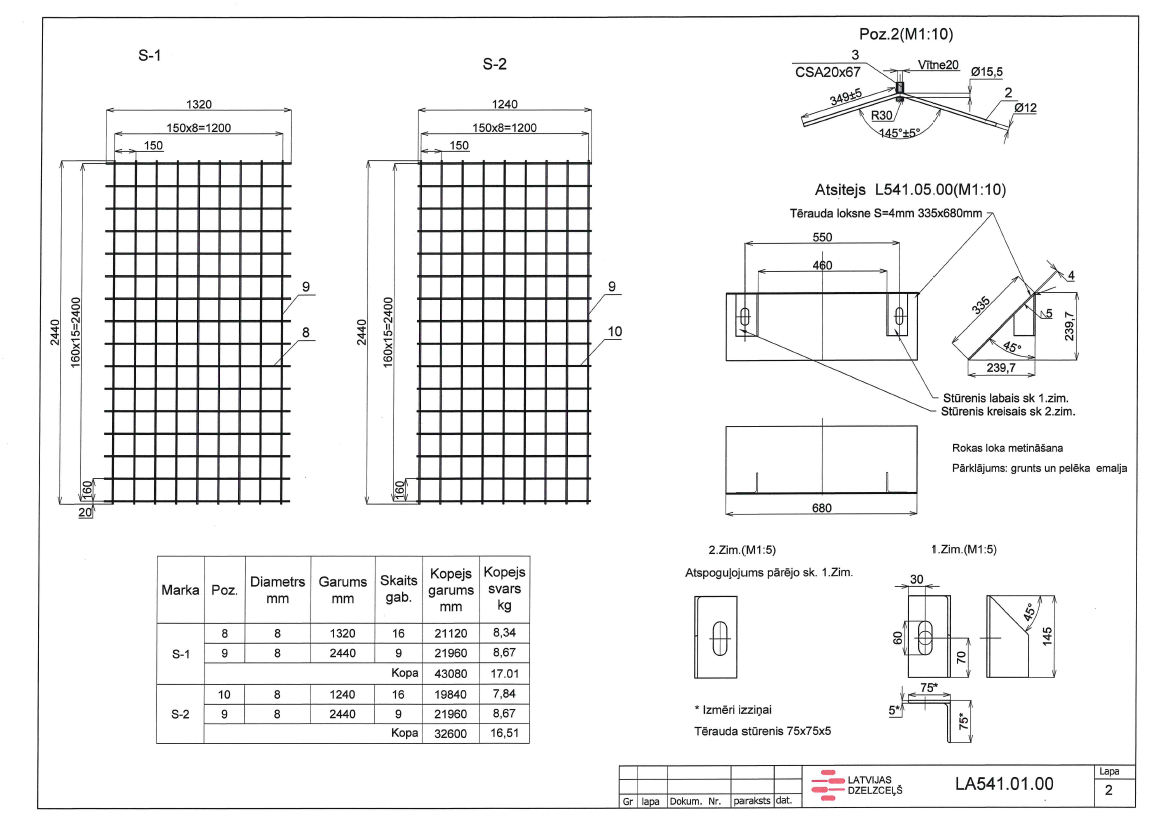 S-1
1320
150x8=1200
150
2440
160x15=2400
160
20
9
8
S-2
1240
150x8=1200
150
2440
160x15=2400
160
9
10
Poz.2(M1:10)
3
CSA20x67
Vītne20
Ø15,5
349±5
2
Ø12
R30
145°±5°
Atsitejs L541.05.00(M1:10)
Tērauda loksne S=4mm 335x680mm
550
460
4
335
5
45°
239,7
239,7
Stūrenis labais sk 1.zim.
Stūrenis kreisais sk 2.zim.
Rokas loka metināšana
Pārklājums: grunts un pelēka emalja
680
2.Zim.(M1:5)
Atspoguļojums pārējo sk. 1.Zim.
1.Zim.(M1:5)
30
60
70
45°
145
75*
5*
75*
* Izmēri izziņai
Tērauda stūrenis 75x75x5
Marka Poz. Diametrs mm Garums mm Skaits gab. Kopejs garums mm Kopejs svars kg
S-1
8 8 1320 16 21120 8,34
9 8 2440 9 21960 8,67
Kopa 43080 17.01
S-2
10 8 1240 16 19840 7,84
9 8 2440 9 21960 8,67
Kopa 32600 16,51
Gr lapa Dokum. Nr. paraksts dat.
LATVIJAS
DZELZCEĻŠ
LA541.01.00
Lapa
2